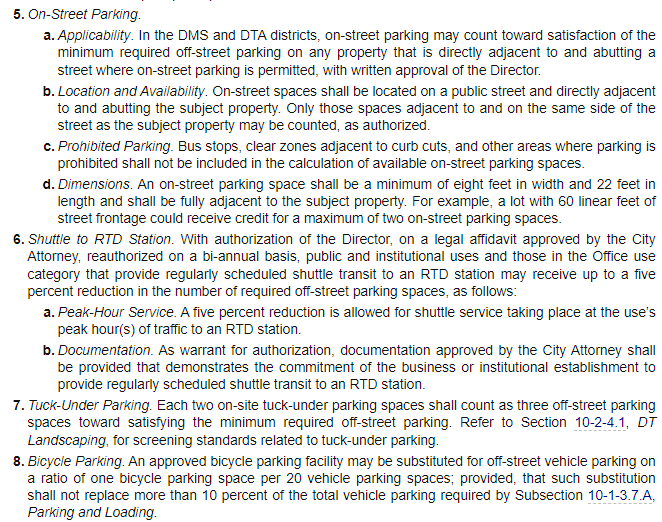 5. On-Street Parking.
a. Applicability. In the DMS and DTA districts, on-street parking may count toward satisfaction of the
minimum required off-street parking on any property that is directly adjacent to and abutting a
street where on-street parking is permitted, with written approval of the Director.
b. Location and Availability. On-street spaces shall be located on a public street and directly adjacent
to and abutting the subject property. Only those spaces adjacent to and on the same side of the
street as the subject property may be counted, as authorized.
c. Prohibited Parking. Bus stops, clear zones adjacent to curb cuts, and other areas where parking is
prohibited shall not be included in the calculation of available on-street parking spaces.
d. Dimensions. An on-street parking space shall be a minimum of eight feet in width and 22 feet in
length and shall be fully adjacent to the subject property. For example, a lot with 60 linear feet of
street frontage could receive credit for a maximum of two on-street parking spaces.
6. Shuttle to RTD Station. With authorization of the Director, on a legal affidavit approved by the City
Attorney, reauthorized on a bi-annual basis, public and institutional uses and those in the Office use
category that provide regularly scheduled shuttle transit to an RTD station may receive up to a five
percent reduction in the number of required off-street parking spaces, as follows:
a. Peak-Hour Service. A five percent reduction is allowed for shuttle service taking place at the use's
peak hour(s) of traffic to an RTD station.
b. Documentation. As warrant for authorization, documentation approved by the City Attorney shall
be provided that demonstrates the commitment of the business or institutional establishment to
provide regularly scheduled shuttle transit to an RTD station.
7. Tuck-Under Parking. Each two on-site tuck-under parking spaces shall count as three off-street parking
spaces toward satisfying the minimum required off-street parking. Refer to Section 10-2-4.1, DT
Landscaping, for screening standards related to tuck-under parking.
8. Bicycle Parking. An approved bicycle parking facility may be substituted for off-street vehicle parking on
a ratio of one bicycle parking space per 20 vehicle parking spaces; provided, that such substitution
shall not replace more than 10 percent of the total vehicle parking required by Subsection 10-1-3.7.A,
Parking and Loading.